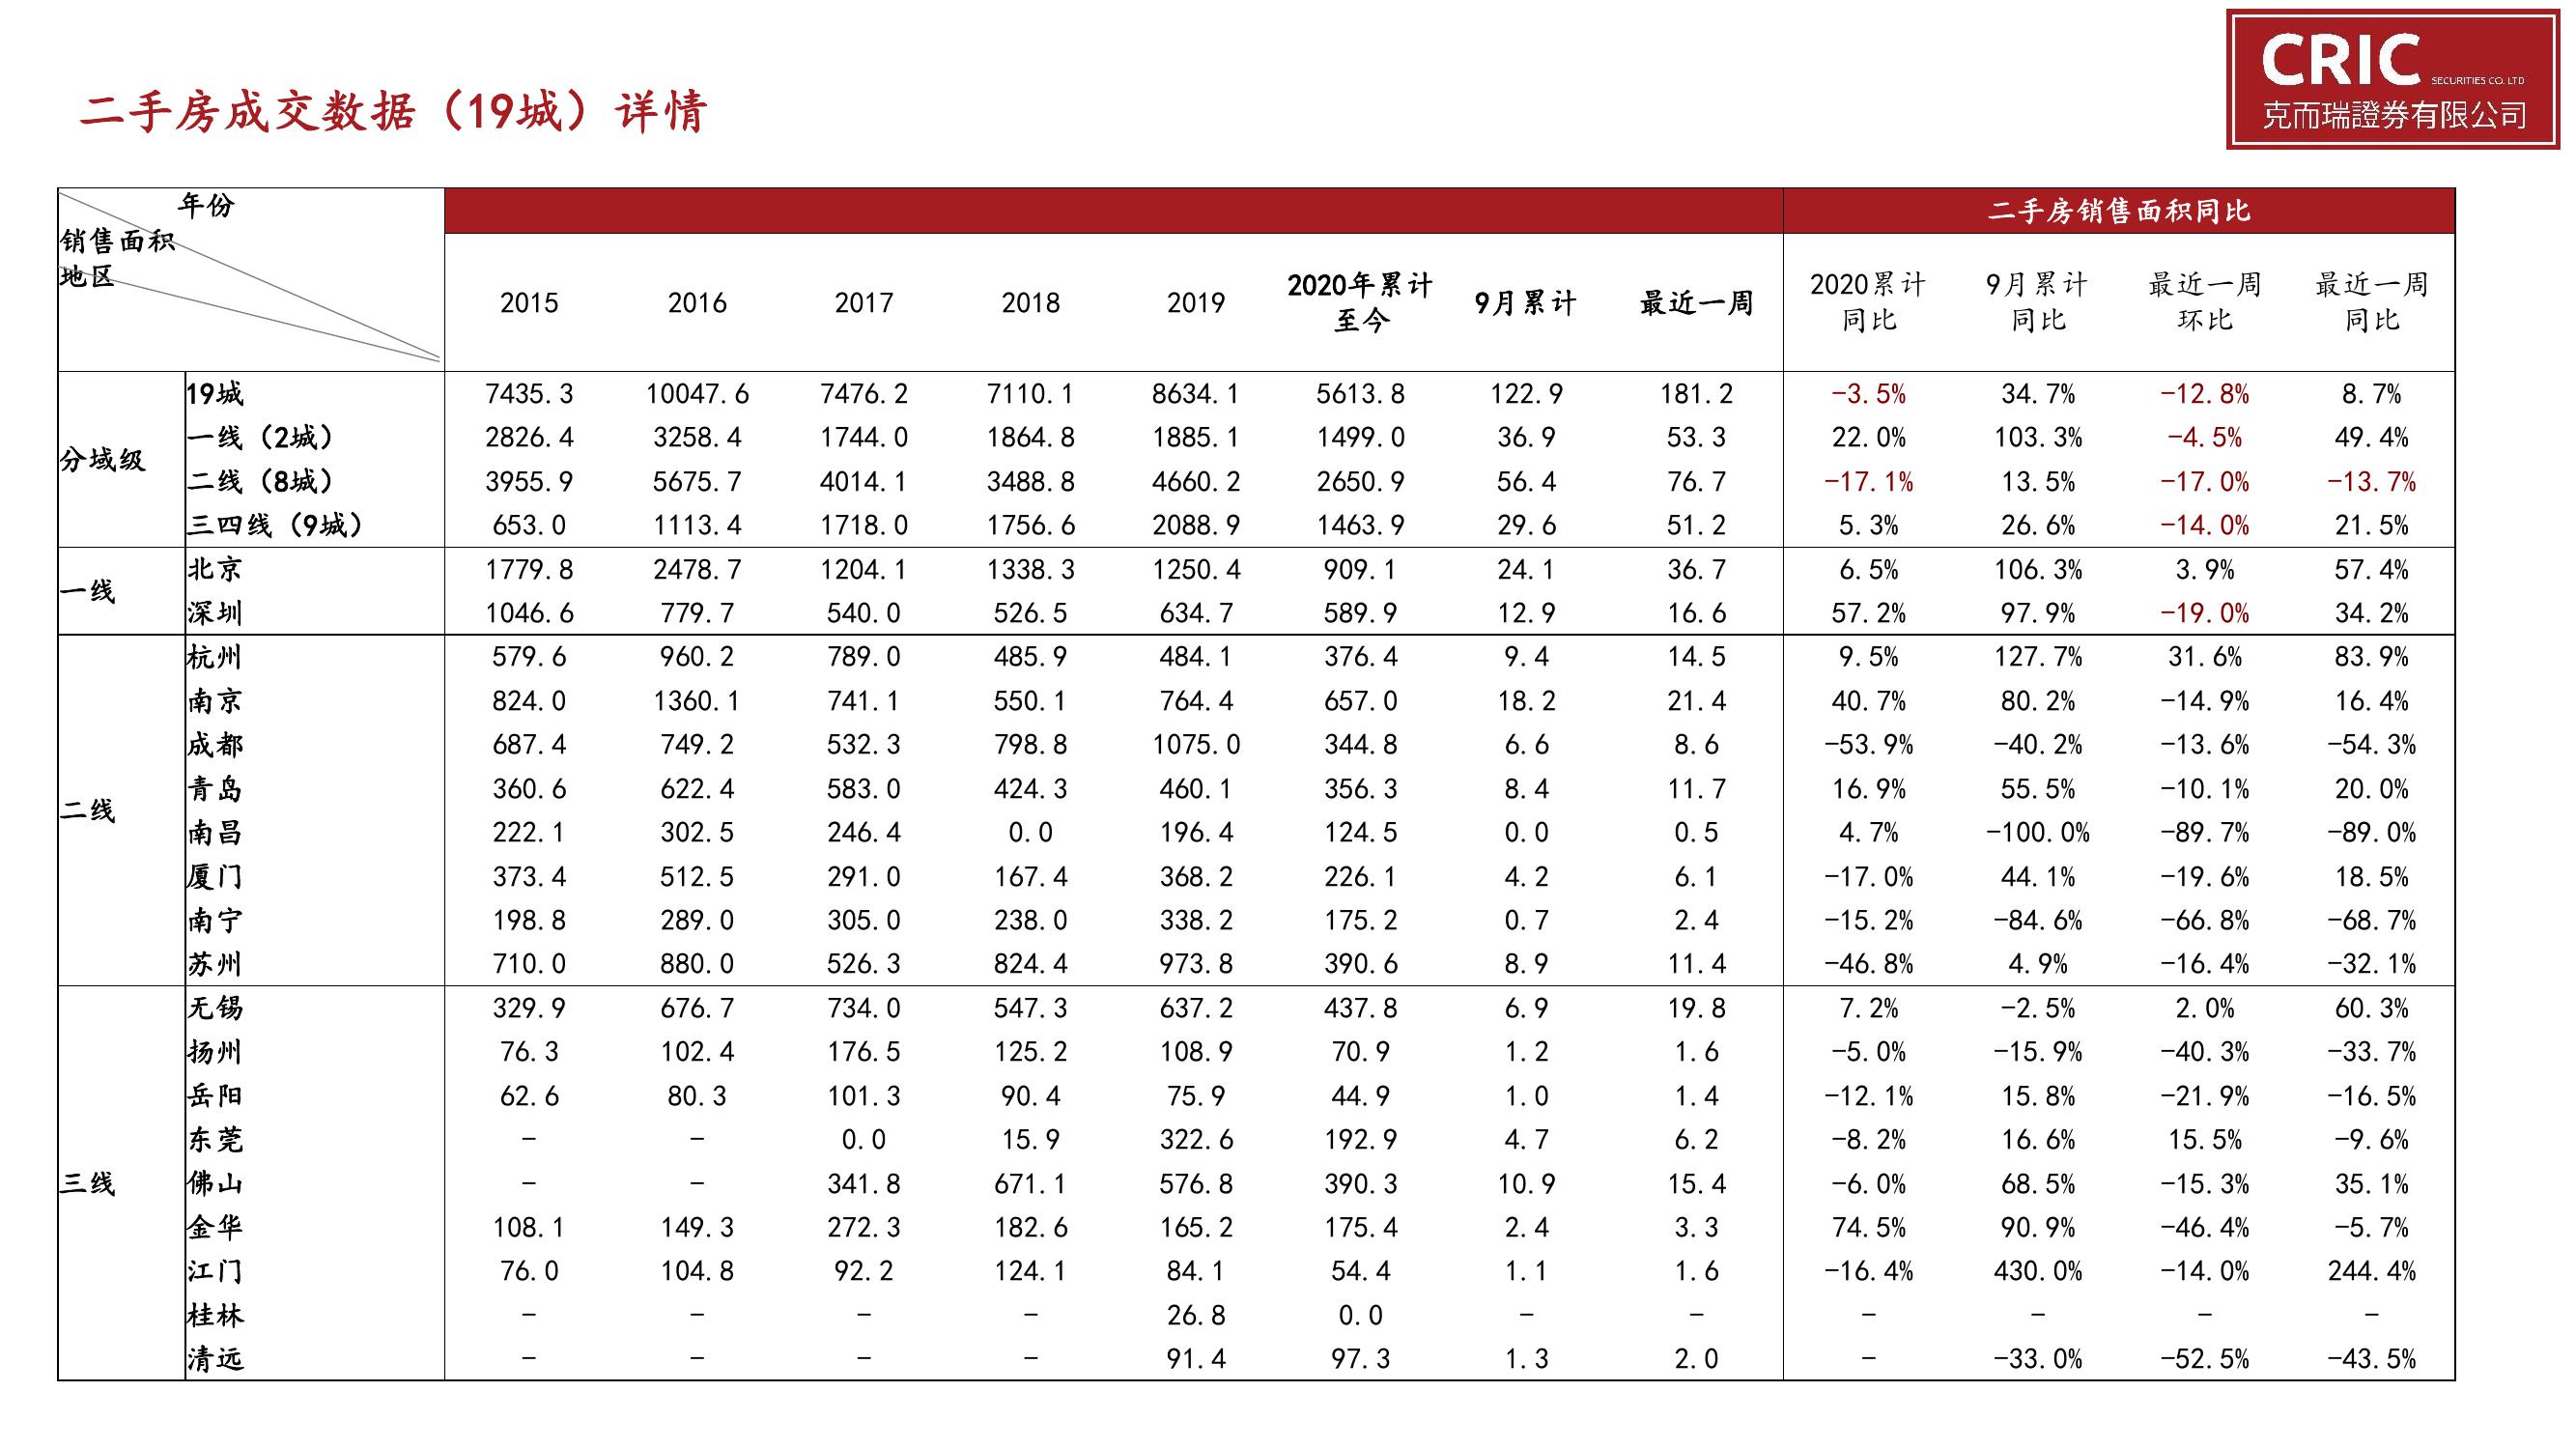 CRIC SECURITIES CO. LTD
克而瑞證券有限公司
二手房成交数据（19城）详情
年份
销售面积
地区
二手房销售面积同比
2015 2016 2017 2018 2019 2020年累计至今 9月累计 最近一周 2020累计同比 9月累计同比 最近一周环比 最近一周同比
分域级
19城 7435.3 10047.6 7476.2 7110.1 8634.1 5613.8 122.9 181.2 -3.5% 34.7% -12.8% 8.7%
一线（2城） 2826.4 3258.4 1744.0 1864.8 1885.1 1499.0 36.9 53.3 22.0% 103.3% -4.5% 49.4%
二线（8城） 3955.9 5675.7 4014.1 3488.8 4660.2 2650.9 56.4 76.7 -17.1% 13.5% -17.0% -13.7%
三四线（9城） 653.0 1113.4 1718.0 1756.6 2088.9 1463.9 29.6 51.2 5.3% 26.6% -14.0% 21.5%
一线
北京 1779.8 2478.7 1204.1 1338.3 1250.4 909.1 24.1 36.7 6.5% 106.3% 3.9% 57.4%
深圳 1046.6 779.7 540.0 526.5 634.7 589.9 12.9 16.6 57.2% 97.9% -19.0% 34.2%
二线
杭州 579.6 960.2 789.0 485.9 484.1 376.4 9.4 14.5 9.5% 127.7% 31.6% 83.9%
南京 824.0 1360.1 741.1 550.1 764.4 657.0 18.2 21.4 40.7% 80.2% -14.9% 16.4%
成都 687.4 749.2 532.3 798.8 1075.0 344.8 6.6 8.6 -53.9% -40.2% -13.6% -54.3%
青岛 360.6 622.4 583.0 424.3 460.1 356.3 8.4 11.7 16.9% 55.5% -10.1% 20.0%
南昌 222.1 302.5 246.4 0.0 196.4 124.5 0.0 0.5 4.7% -100.0% -89.7% -89.0%
厦门 373.4 512.5 291.0 167.4 368.2 226.1 4.2 6.1 -17.0% 44.1% -19.6% 18.5%
南宁 198.8 289.0 305.0 238.0 338.2 175.2 0.7 2.4 -15.2% -84.6% -66.8% -68.7%
苏州 710.0 880.0 526.3 824.4 973.8 390.6 8.9 11.4 -46.8% 4.9% -16.4% -32.1%
三线
无锡 329.9 676.7 734.0 547.3 637.2 437.8 6.9 19.8 7.2% -2.5% 2.0% 60.3%
扬州 76.3 102.4 176.5 125.2 108.9 70.9 1.2 1.6 -5.0% -15.9% -40.3% -33.7%
岳阳 62.6 80.3 101.3 90.4 75.9 44.9 1.0 1.4 -12.1% 15.8% -21.9% -16.5%
东莞 - - 0.0 15.9 322.6 192.9 4.7 6.2 -8.2% 16.6% 15.5% -9.6%
佛山 - - 341.8 671.1 576.8 390.3 10.9 15.4 -6.0% 68.5% -15.3% 35.1%
金华 108.1 149.3 272.3 182.6 165.2 175.4 2.4 3.3 74.5% 90.9% -46.4% -5.7%
江门 76.0 104.8 92.2 124.1 84.1 54.4 1.1 1.6 -16.4% 430.0% -14.0% 244.4%
桂林 - - - - 26.8 0.0 - - - - - -
清远 - - - - 91.4 97.3 1.3 2.0 - -33.0% -52.5% -43.5%